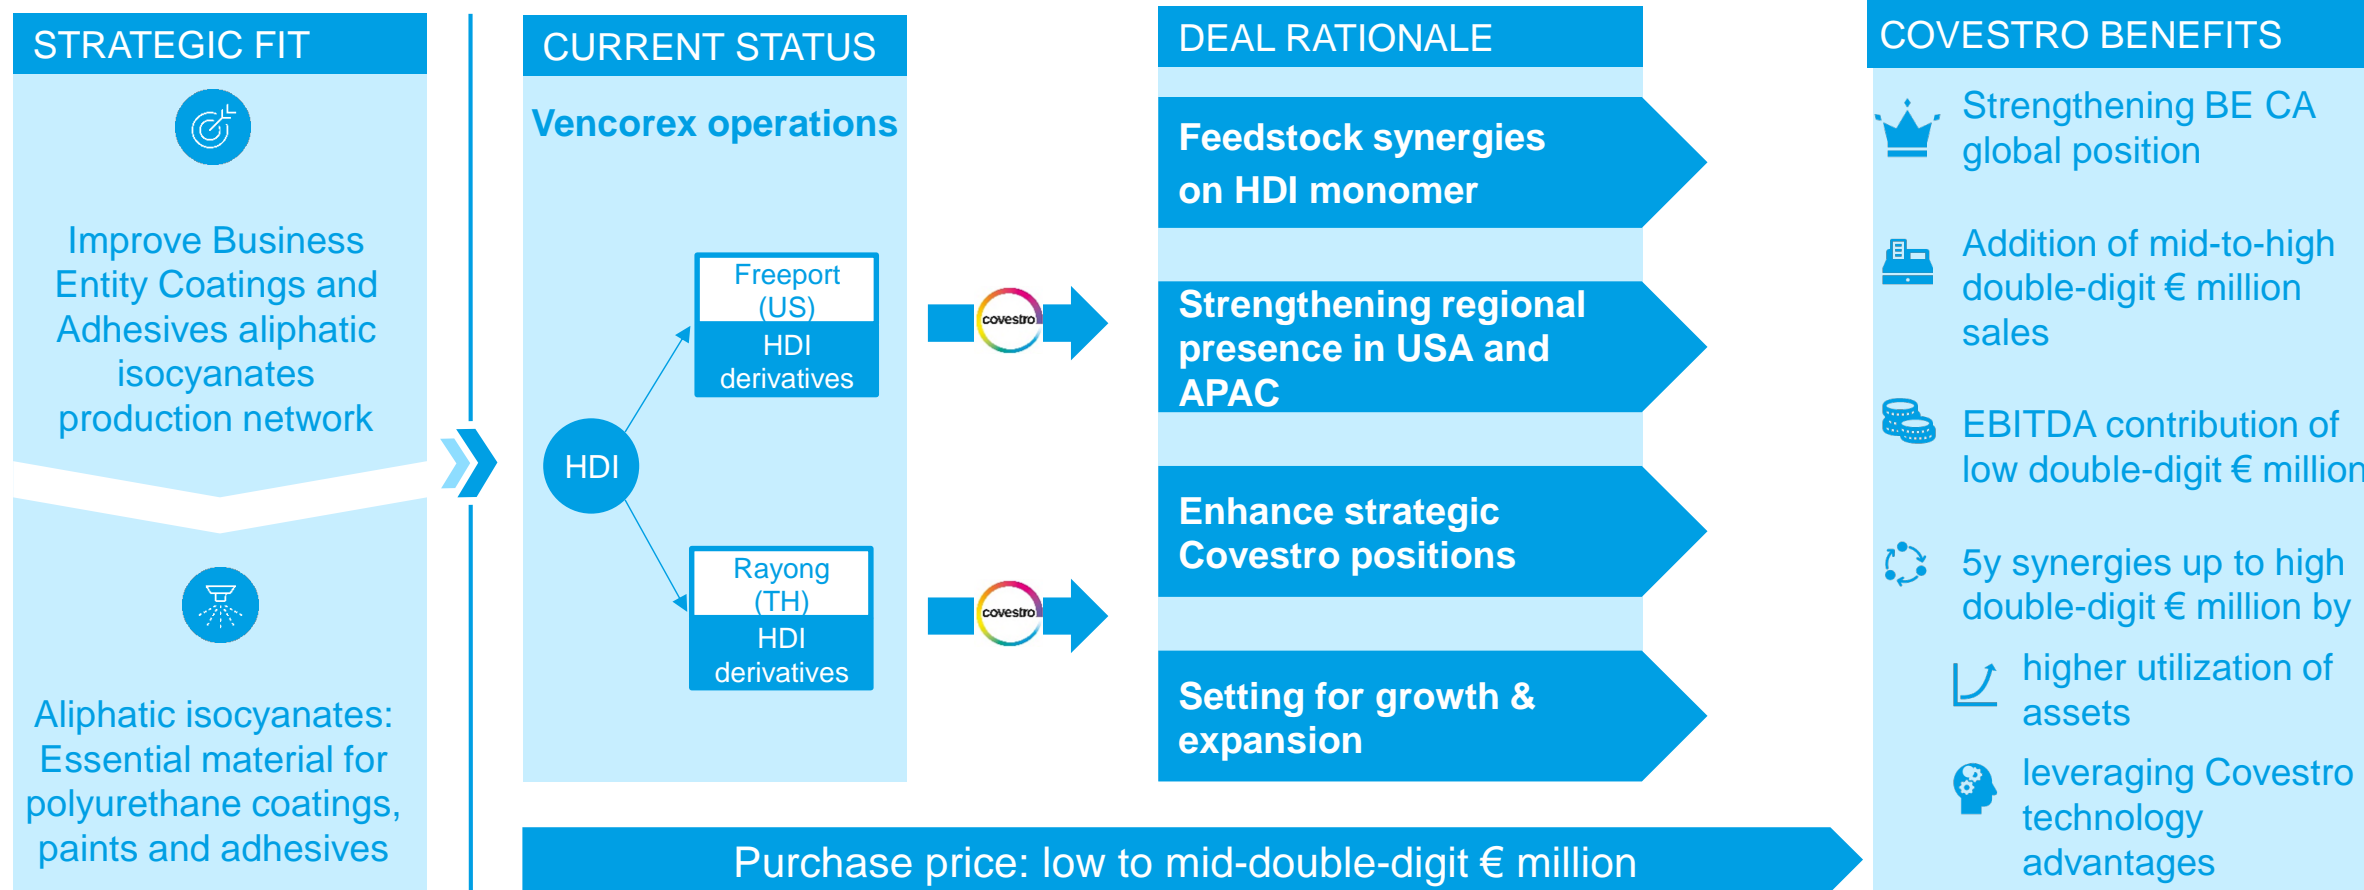 STRATEGIC FIT
Improve Business
Entity Coatings and
Adhesives aliphatic
isocyanates
production network
Aliphatic isocyanates:
Essential material for
polyurethane coatings,
paints and adhesives
CURRENT STATUS
Vencorex operations
HDI
Freeport
(US)
HDI
derivatives
Rayong
(TH)
HDI
derivatives
covestro
covestro
DEAL RATIONALE
Feedstock synergies
on HDI monomer
Strengthening regional
presence in USA and
APAC
Enhance strategic
Covestro positions
Setting for growth &
expansion
Purchase price: low to mid-double-digit € million
COVESTRO BENEFITS
Strengthening BE CA
global position
Addition of mid-to-high
double-digit € million
sales
EBITDA contribution of
low double-digit € million
5y synergies up to high
double-digit € million by
higher utilization of
assets
leveraging Covestro
technology
advantages